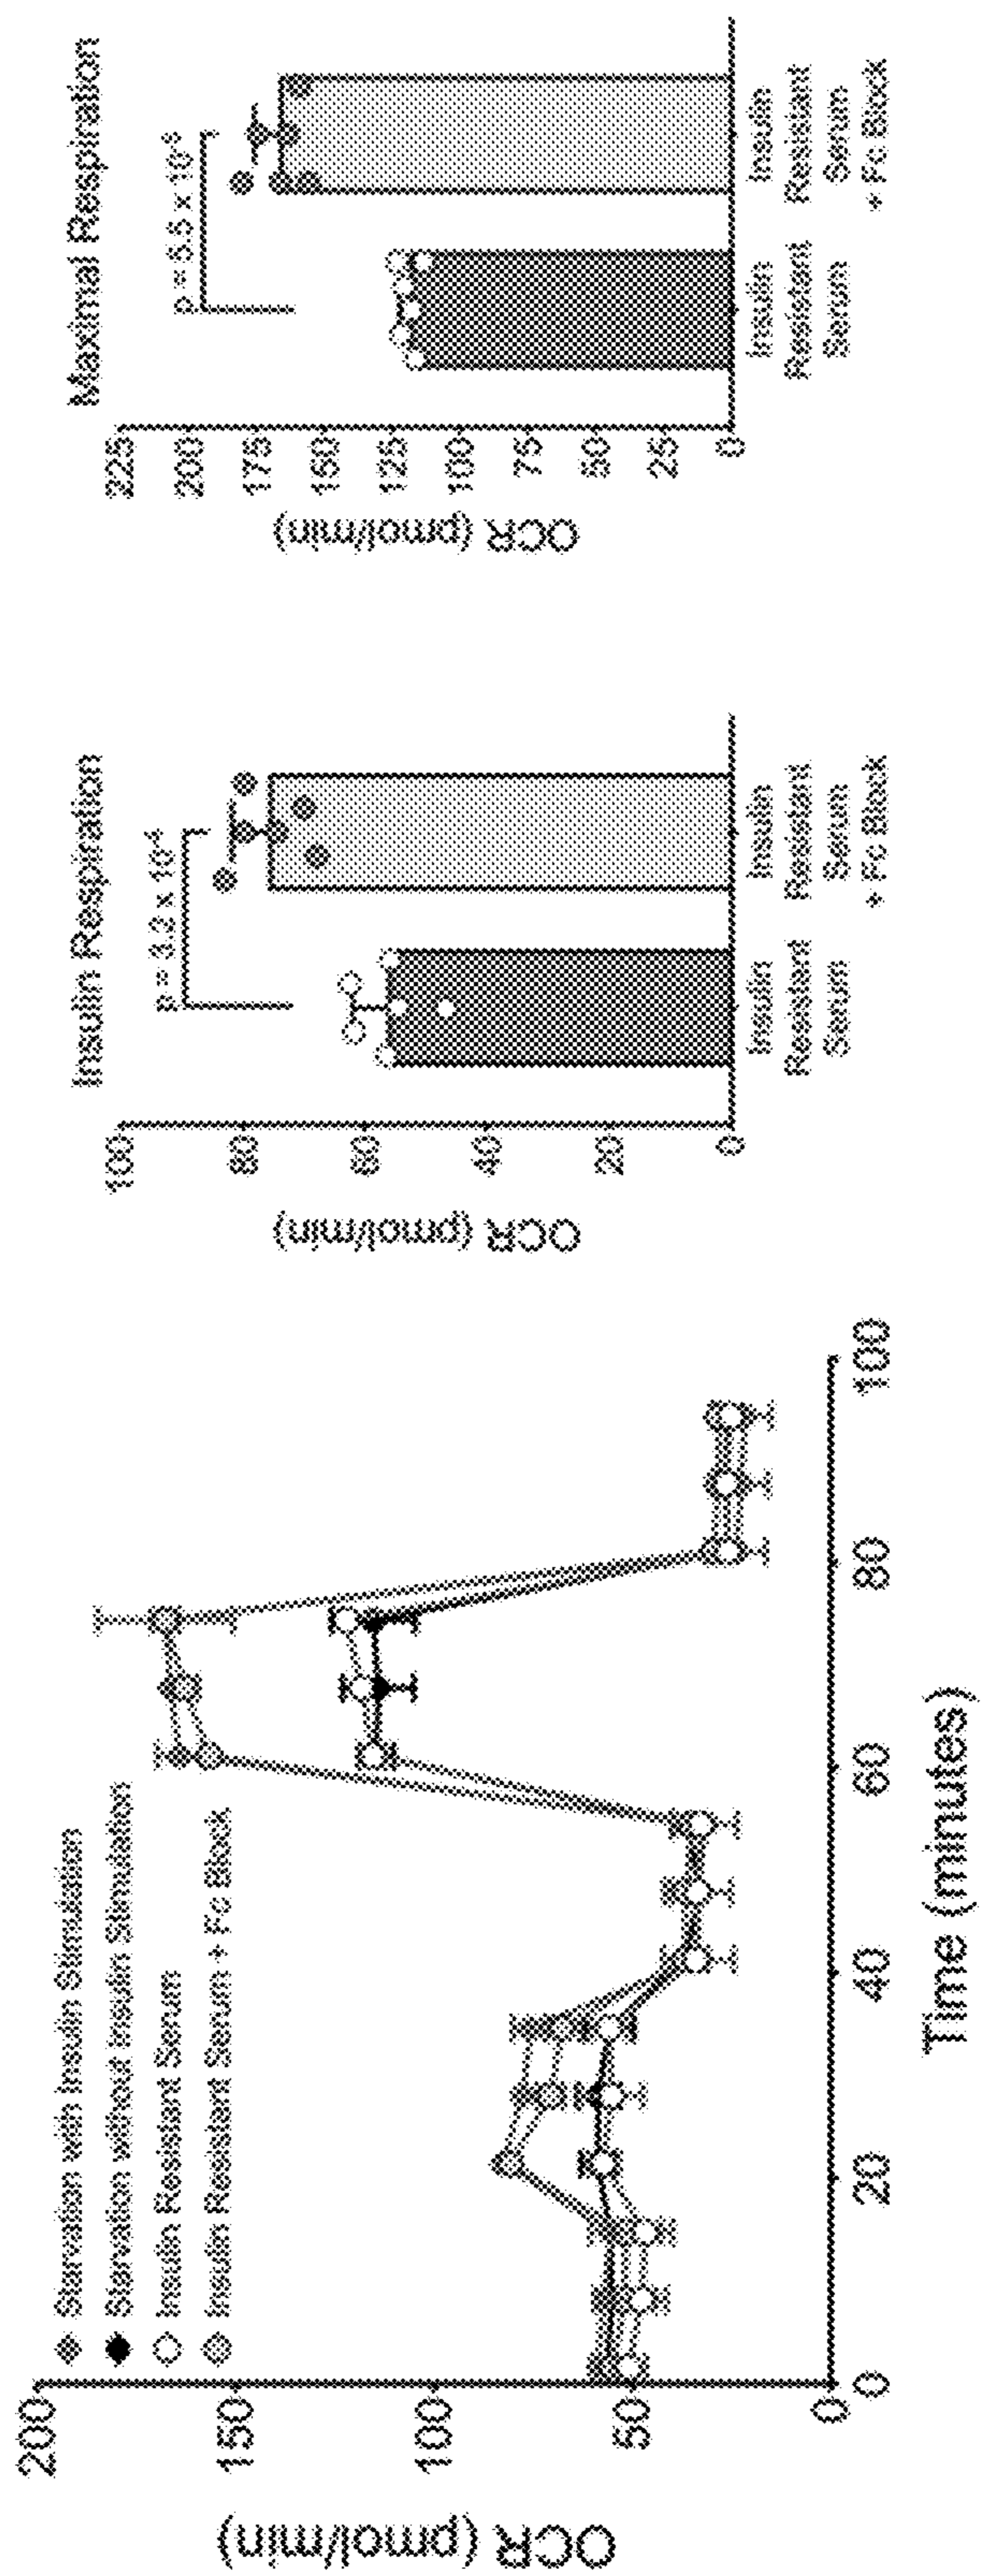 200
150
100
50
0
OCR (pmol/min)
Starvation with Insulin Stimulation
Starvation without Insulin Stimulation
Insulin Resistant Serum
Insulin Resistant Serum + Fc Block
0
20
40
60
80
100
Time (minutes)
Insulin Respiration
p = 3.2 x 10-4
100
80
60
40
20
0
OCR (pmol/min)
Insulin
Resistant
Serum
Insulin
Resistant
Serum
+ Fc Block
Maximal Respiration
p = 5.5 x
225
200
175
150
125
100
75
50
25
0
OCR (pmol/min)
Insulin
Resistant
Serum
Insulin
Resistant
Serum
+ Fc Block